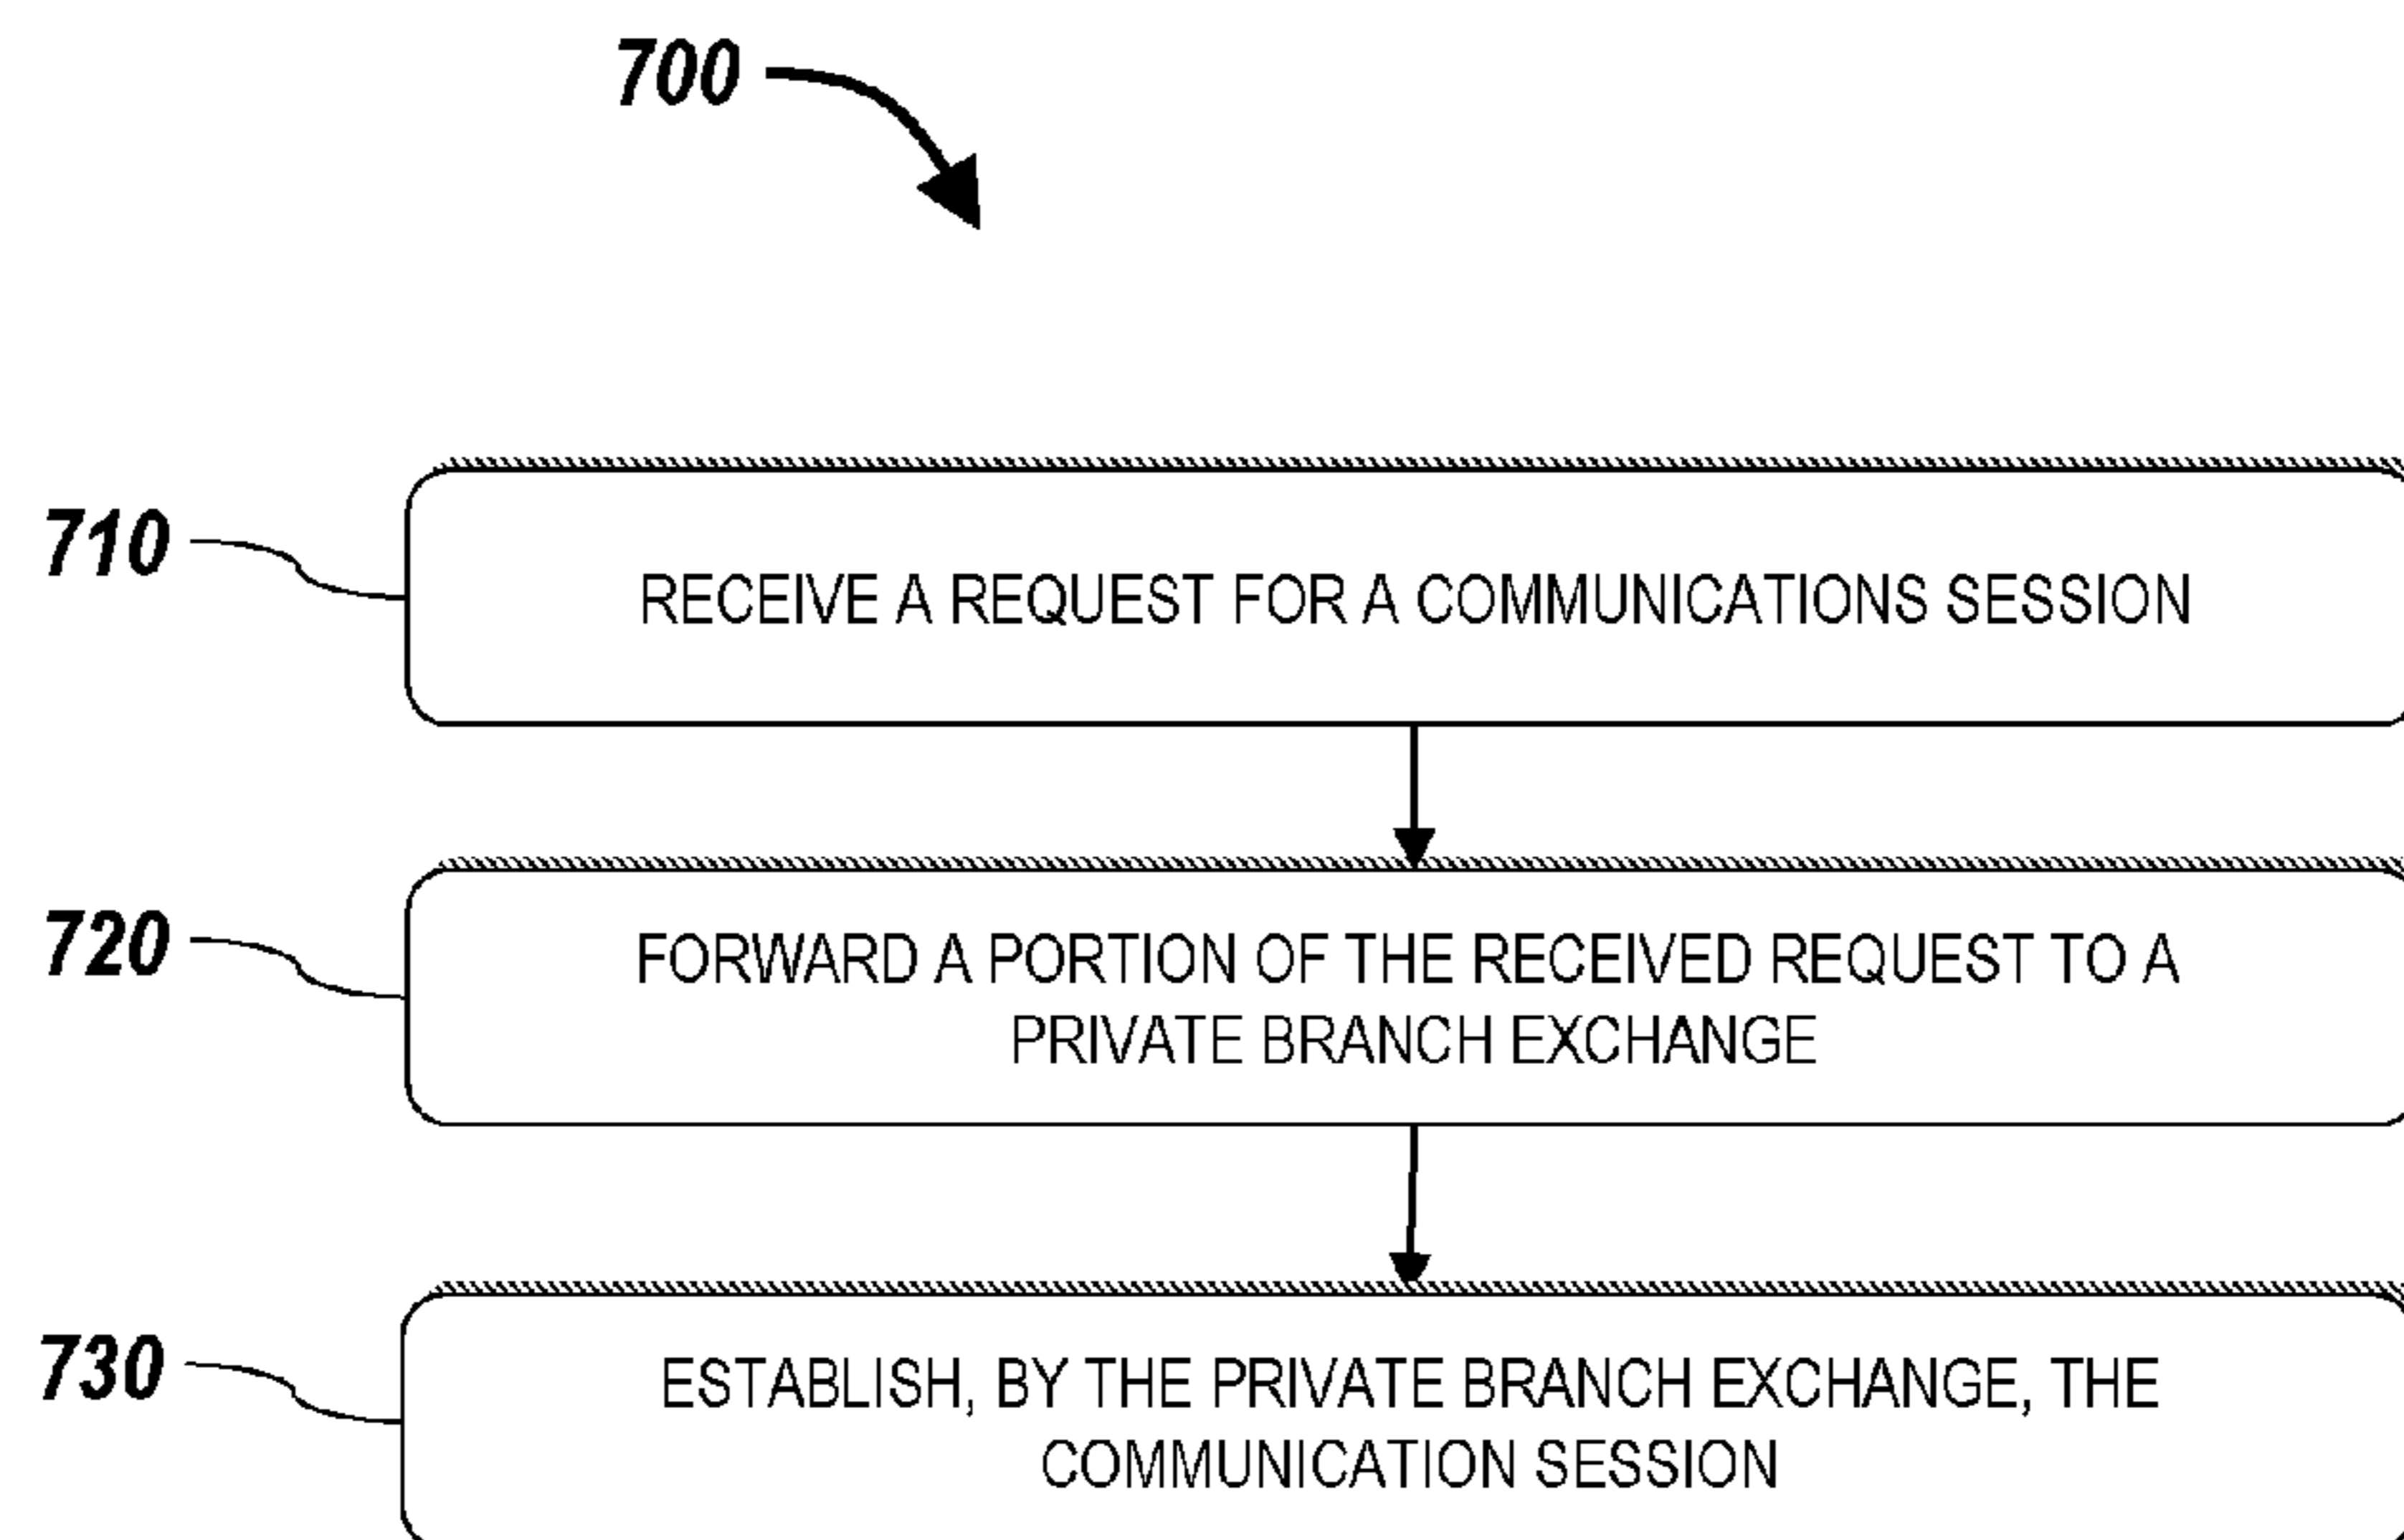 700
710
RECEIVE A REQUEST FOR A COMMUNICATIONS SESSION
720
FORWARD A PORTION OF THE RECEIVED REQUEST TO A
PRIVATE BRANCH EXCHANGE
730
ESTABLISH, BY THE PRIVATE BRANCH EXCHANGE, THE
COMMUNICATION SESSION